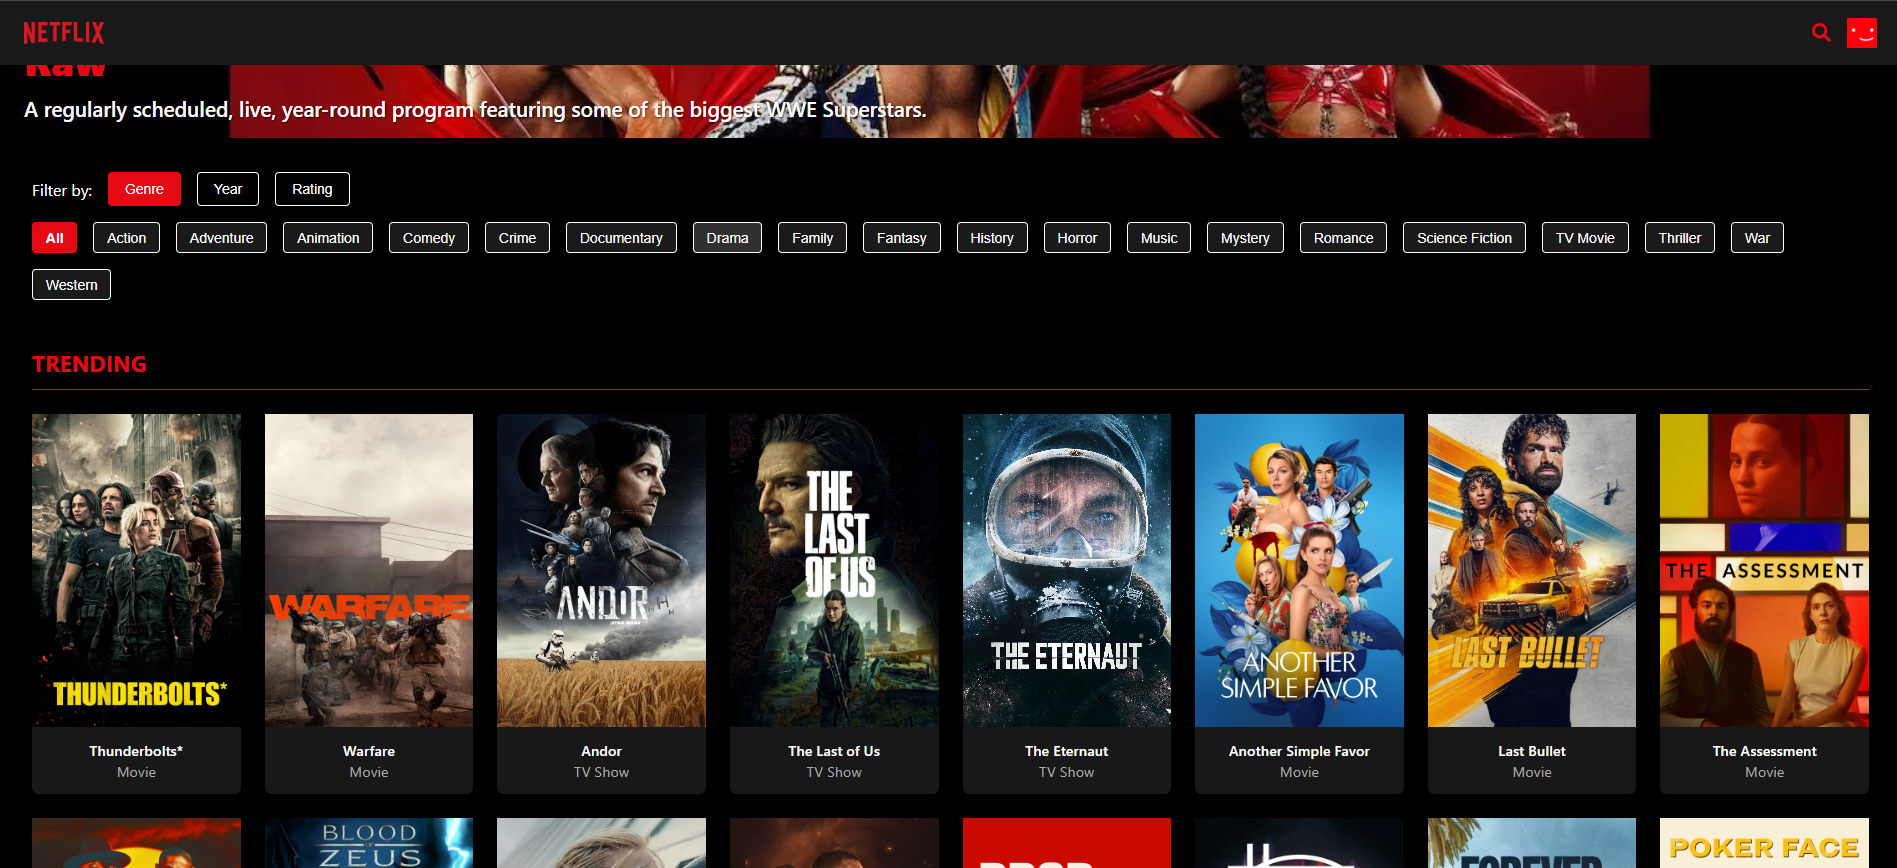 NETFLIX
Raw
A regularly scheduled, live, year-round program featuring some of the biggest WWE Superstars.
Filter by: Genre Year Rating
All Action Adventure Animation Comedy Crime Documentary Drama Family Fantasy History Horror Music Mystery Romance Science Fiction TV Movie Thriller War
Western
TRENDING
THUNDERBOLTS*
WARFARE
ANDOR
STAR WARS
THE
LAST
OF US
THE ETERNAUT
ANOTHER
SIMPLE FAVOR
LAST BULLET
THE ASSESSMENT
Thunderbolts* Warfare Andor The Last of Us The Eternaut Another Simple Favor Last Bullet The Assessment
Movie Movie TV Show TV Show TV Show Movie Movie Movie
BLOOD
OF ZEUS
FOREVER
POKER FACE